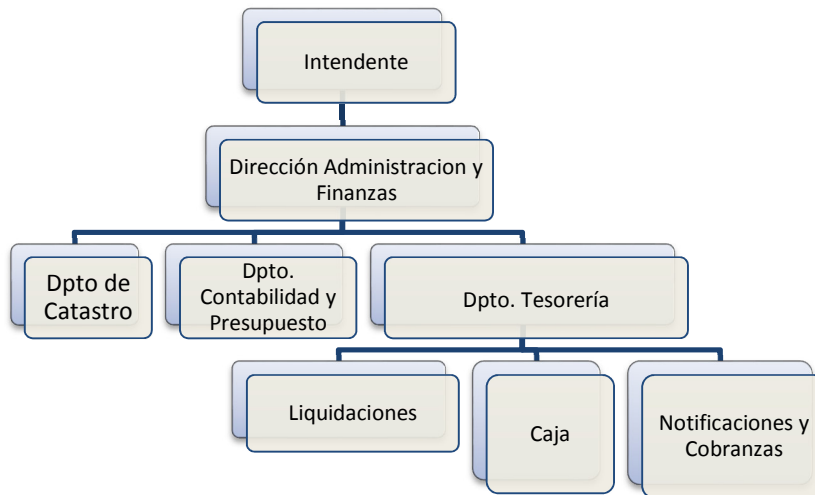 Intendente
Dirección Administracion y
Finanzas
Dpto de
Catastro
Dpto.
Contabilidad y
Presupuesto
Dpto. Tesorería
Liquidaciones
Caja
Notificaciones y
Cobranzas